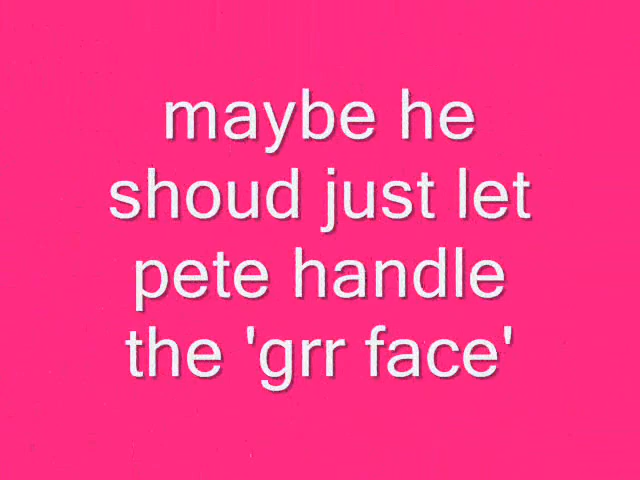 maybe he
shoud just let
pete handle
the 'grr face'